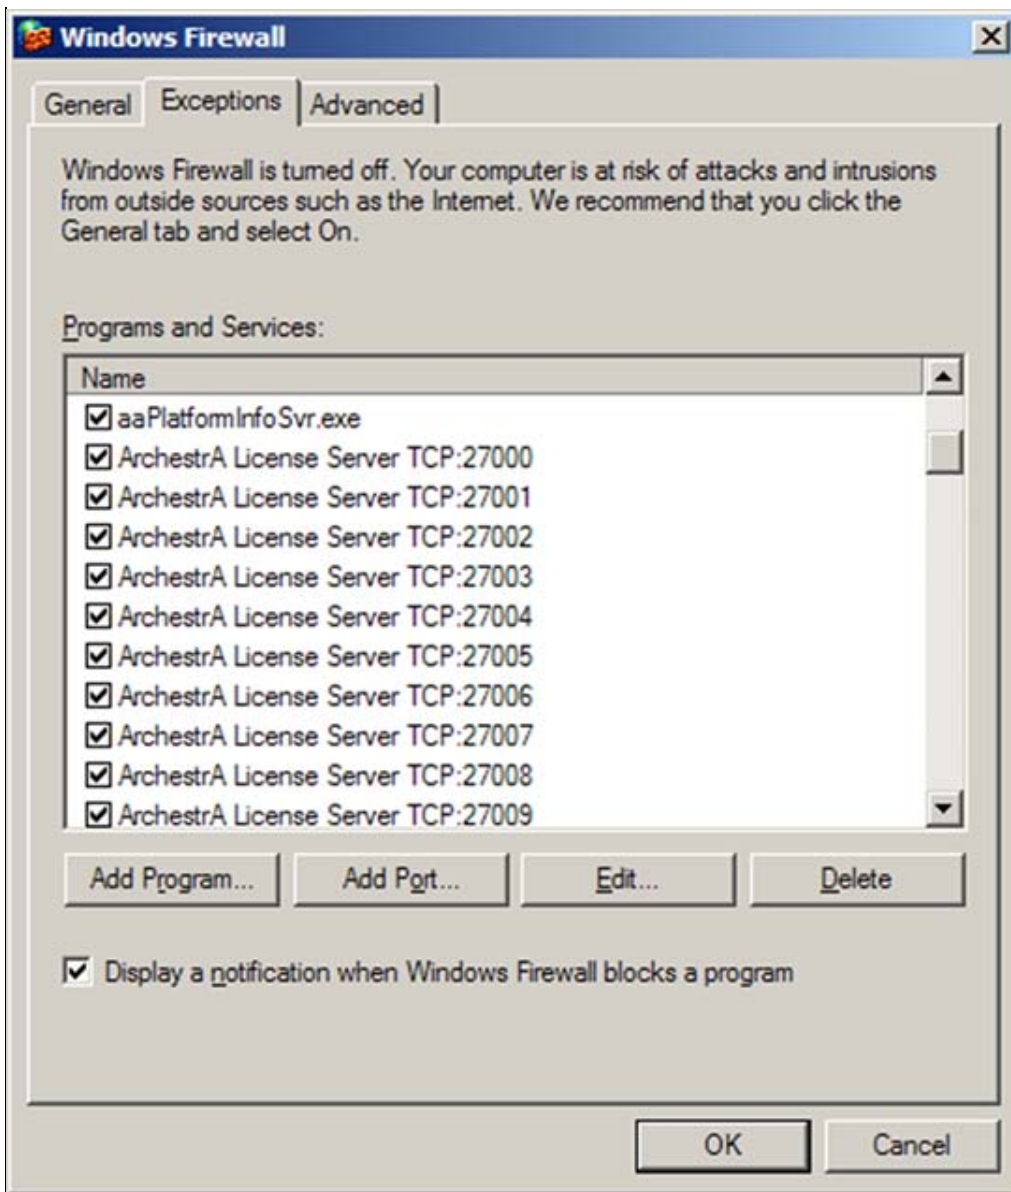 Windows Firewall
General Exceptions Advanced
Windows Firewall is turned off. Your computer is at risk of attacks and intrusions
from outside sources such as the Internet. We recommend that you click the
General tab and select On.
Programs and Services:
Name
aaPlatformInfoSvr.exe
ArchestrA License Server TCP:27000
ArchestrA License Server TCP:27001
ArchestrA License Server TCP:27002
ArchestrA License Server TCP:27003
ArchestrA License Server TCP:27004
ArchestrA License Server TCP:27005
ArchestrA License Server TCP:27006
ArchestrA License Server TCP:27007
ArchestrA License Server TCP:27008
ArchestrA License Server TCP:27009
Add Program... Add Port... Edit... Delete
Display a notification when Windows Firewall blocks a program
OK Cancel